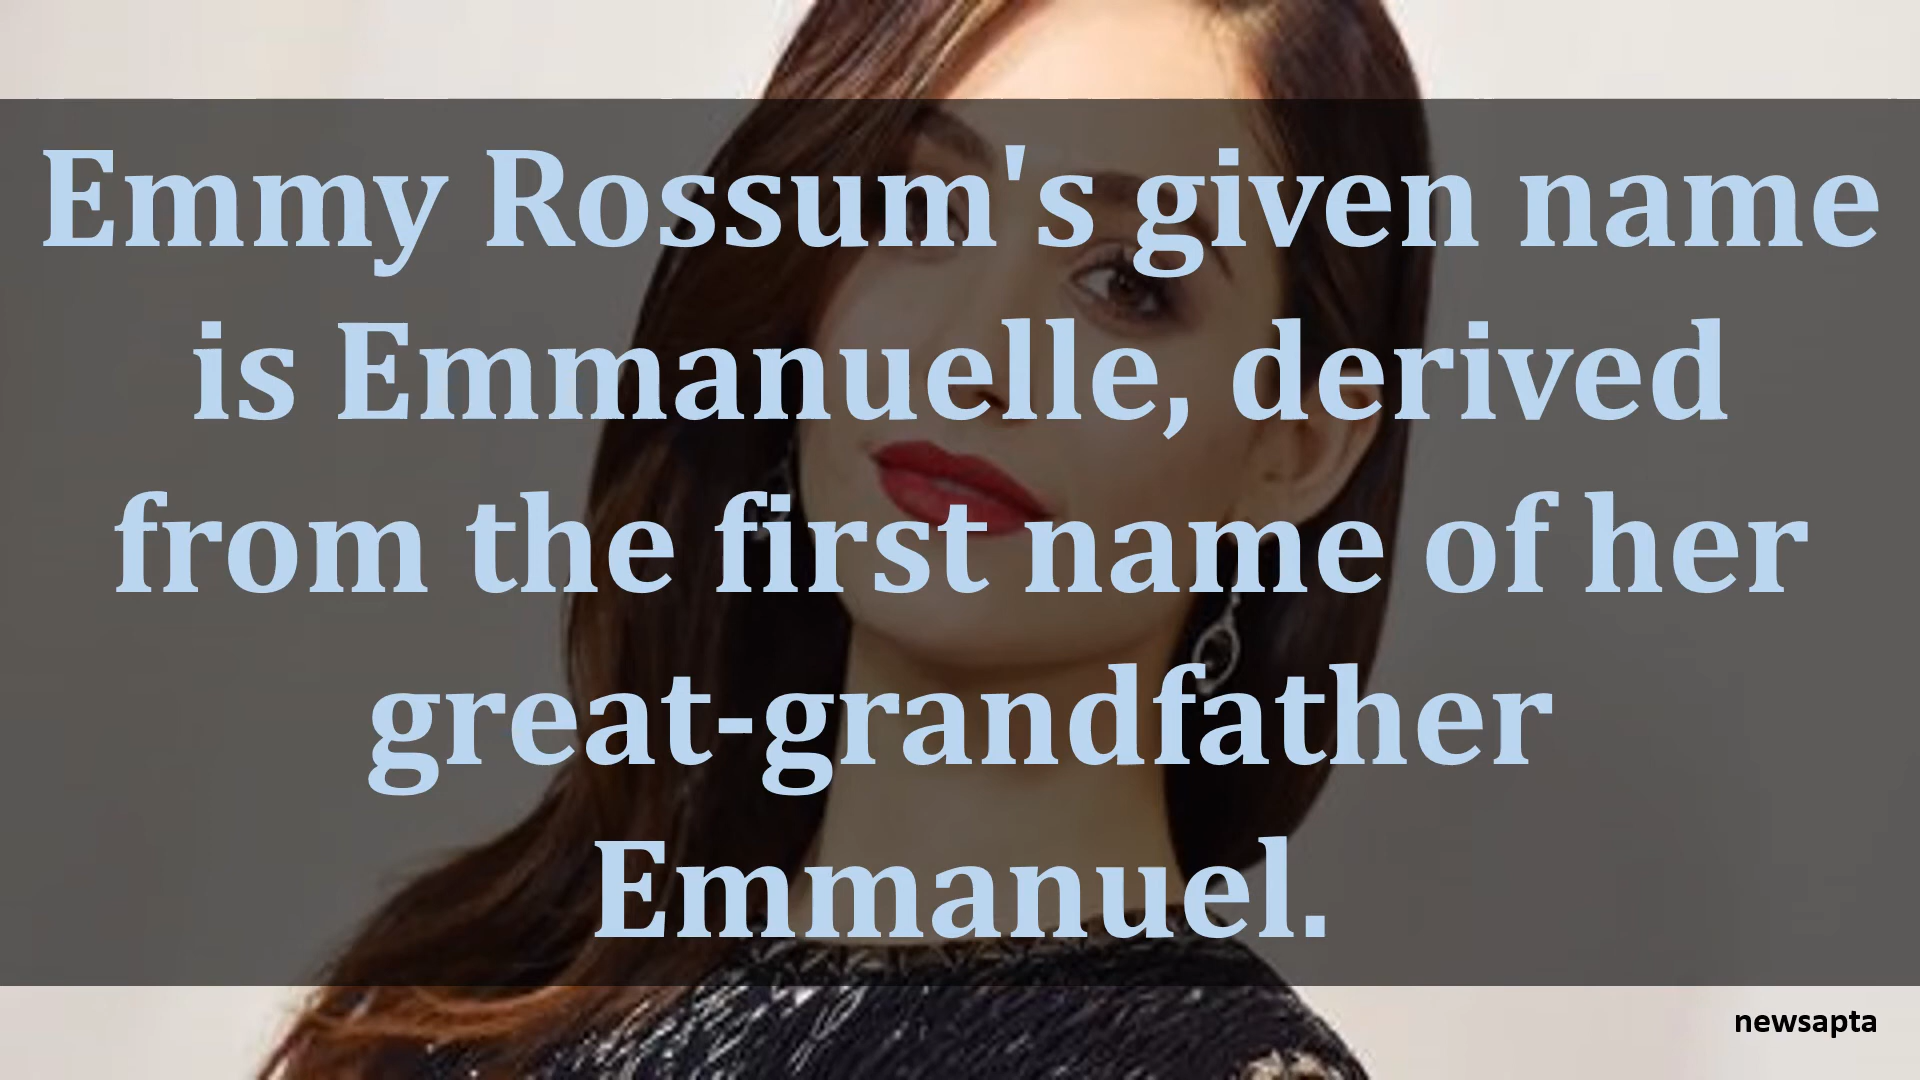 Emmy Rossum's given name
is Emmanuelle, derived
from the first name of her
great-grandfather
Emmanuel.
newsapta